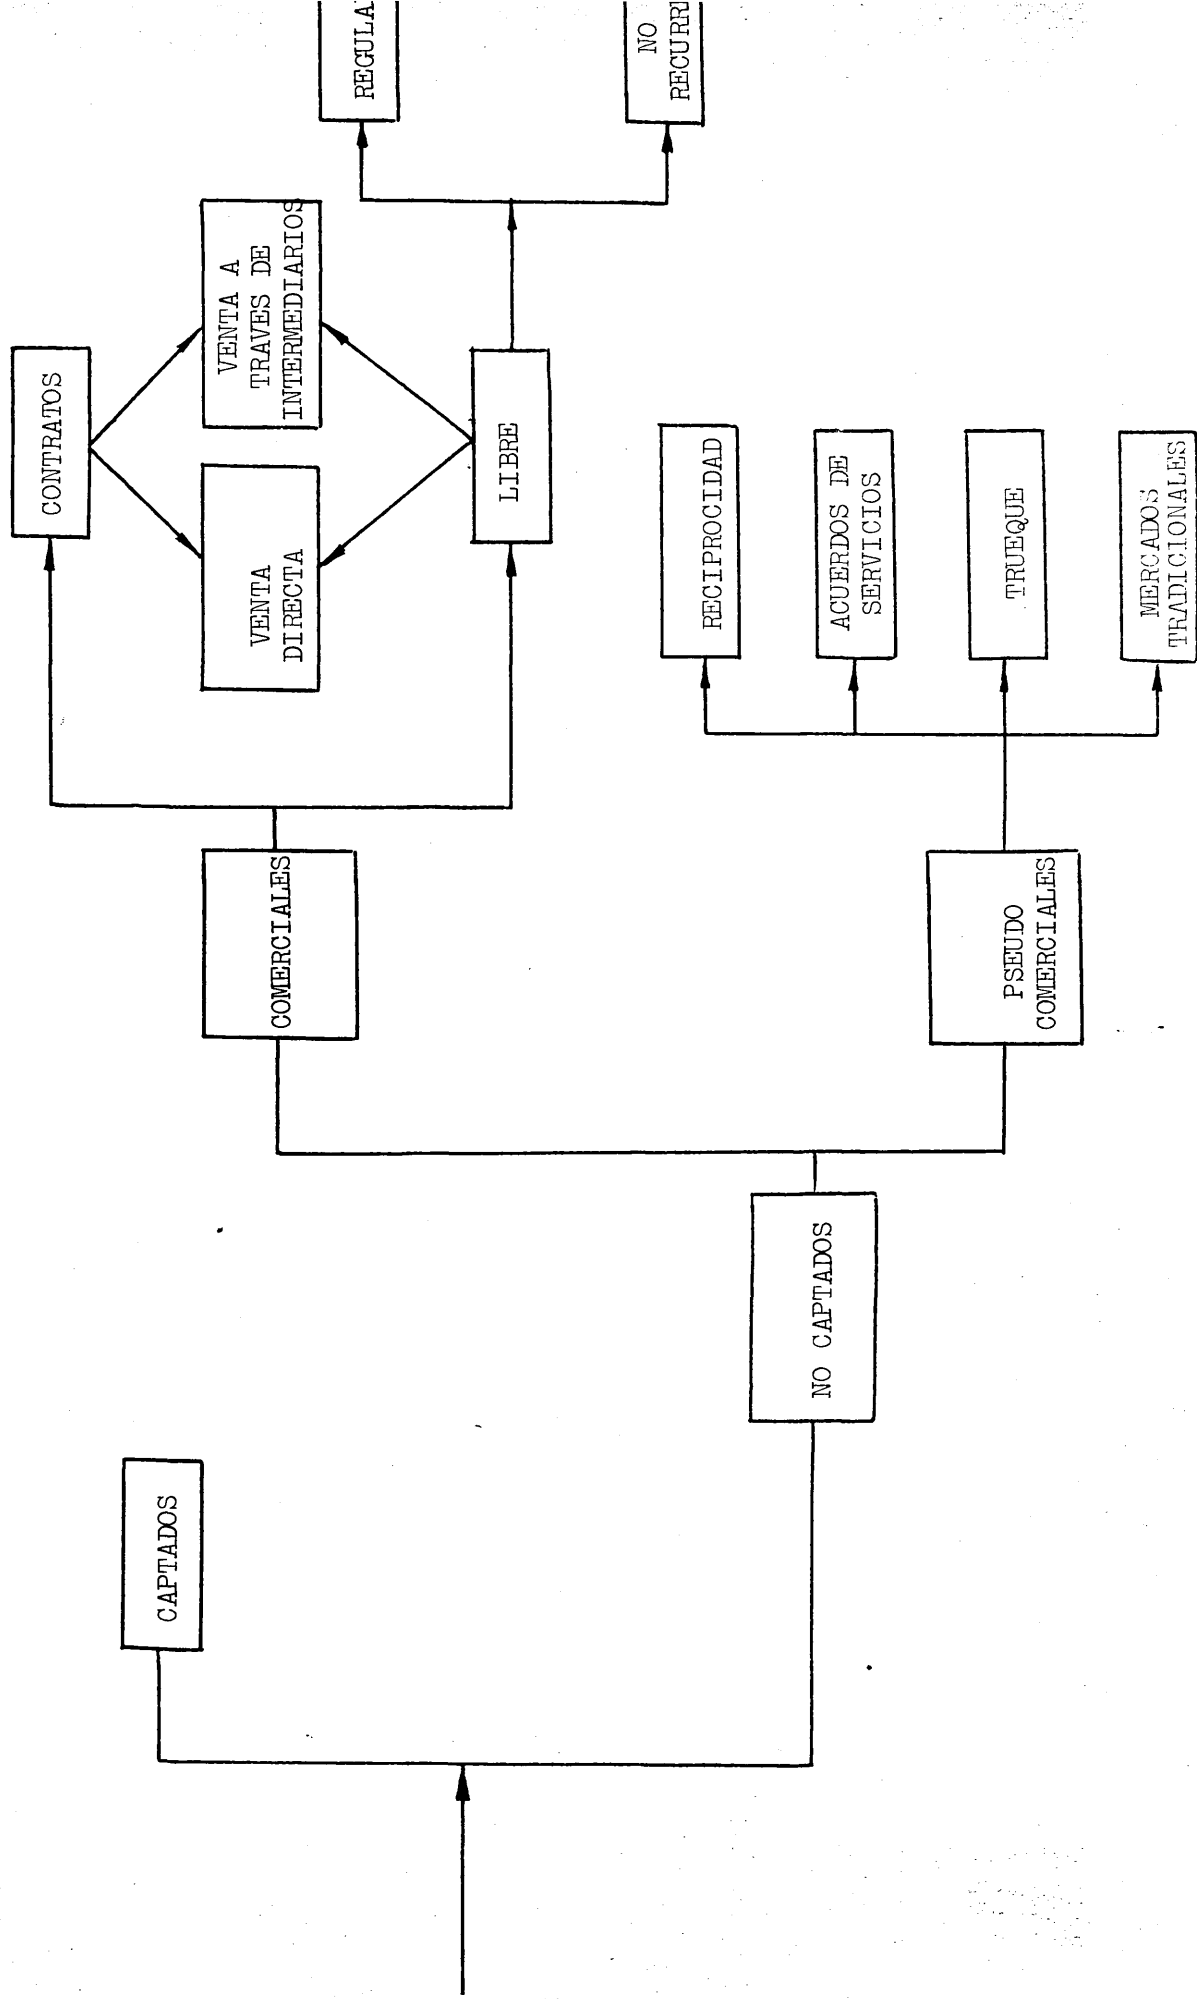 CAPTADOS
NO CAPTADOS
COMERCIALES
PSEUDO
COMERCIALES
CONTRATOS
VENTA
DIRECTA
VENTA A
TRAVES DE
INTERMEDIARIOS
LIBRE
RECIPROCIDAD
ACUERDOS DE
SERVICIOS
TRUEQUE
MERCADOS
TRADICIONALES
NO